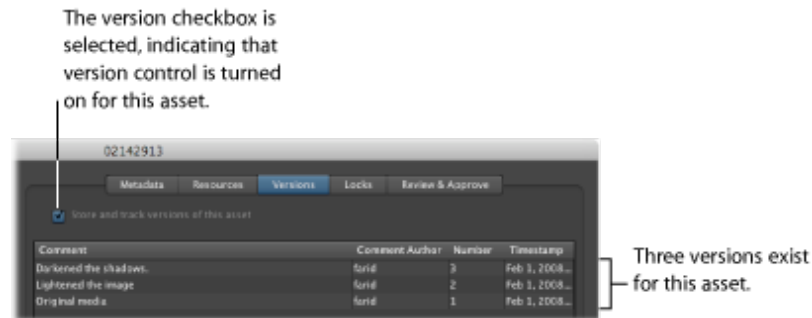 The version checkbox is
selected, indicating that
version control is turned
on for this asset.
02142913
Metadata Resources Versions Locks Review & Approve
Store and track versions of this asset
Comment Comment Author Number Timestamp
Darkened the shadows. farid 3 Feb 1, 2008...
Lightened the image farid 2 Feb 1, 2008...
Original media farid 1 Feb 1, 2008...
Three versions exist
for this asset.